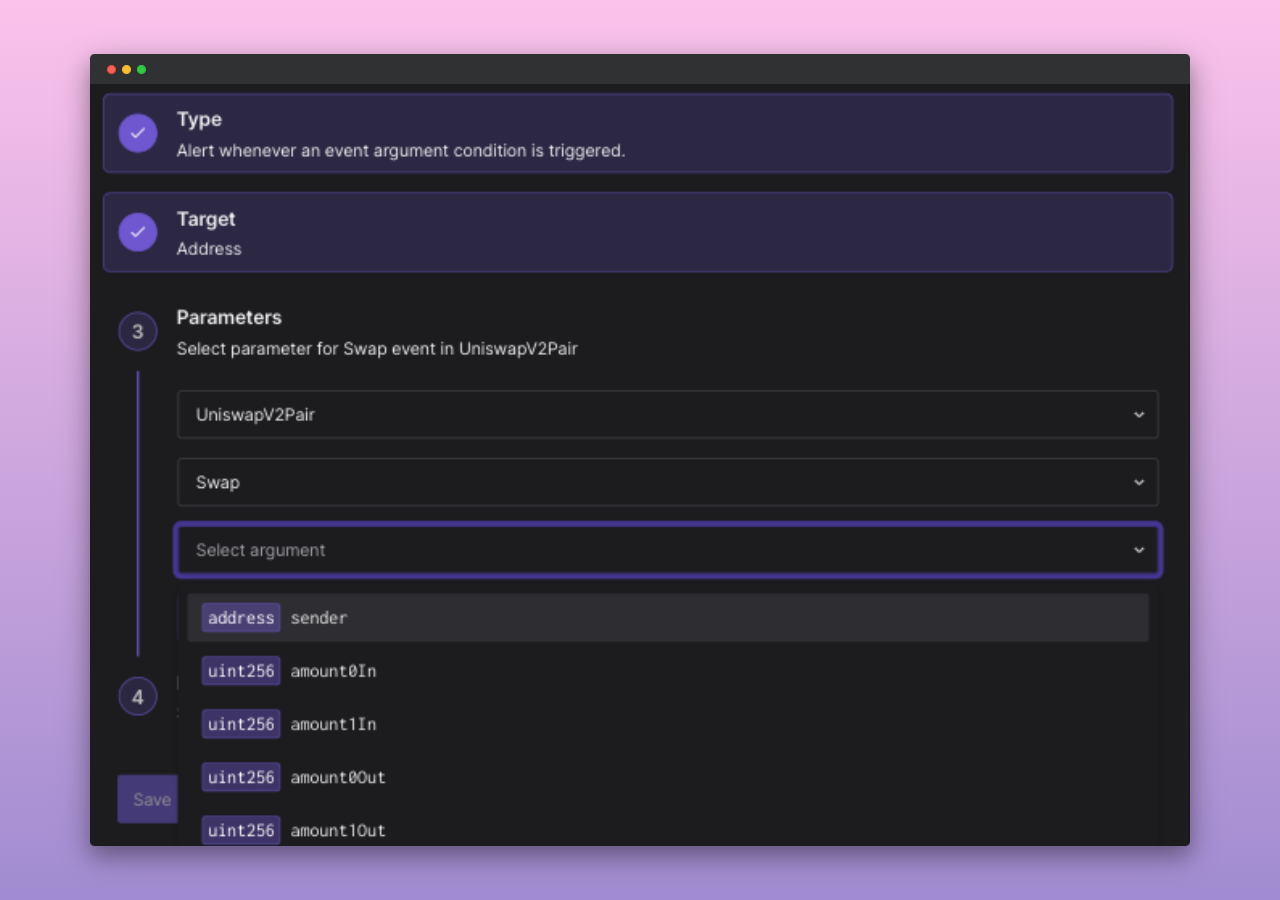 Type
Alert whenever an event argument condition is triggered.
Target
Address
3
Parameters
Select parameter for Swap event in UniswapV2Pair
UniswapV2Pair
Swap
Select argument
address sender
uint256 amount0In
uint256 amount1In
4
uint256 amount0Out
Save
uint256 amount1Out